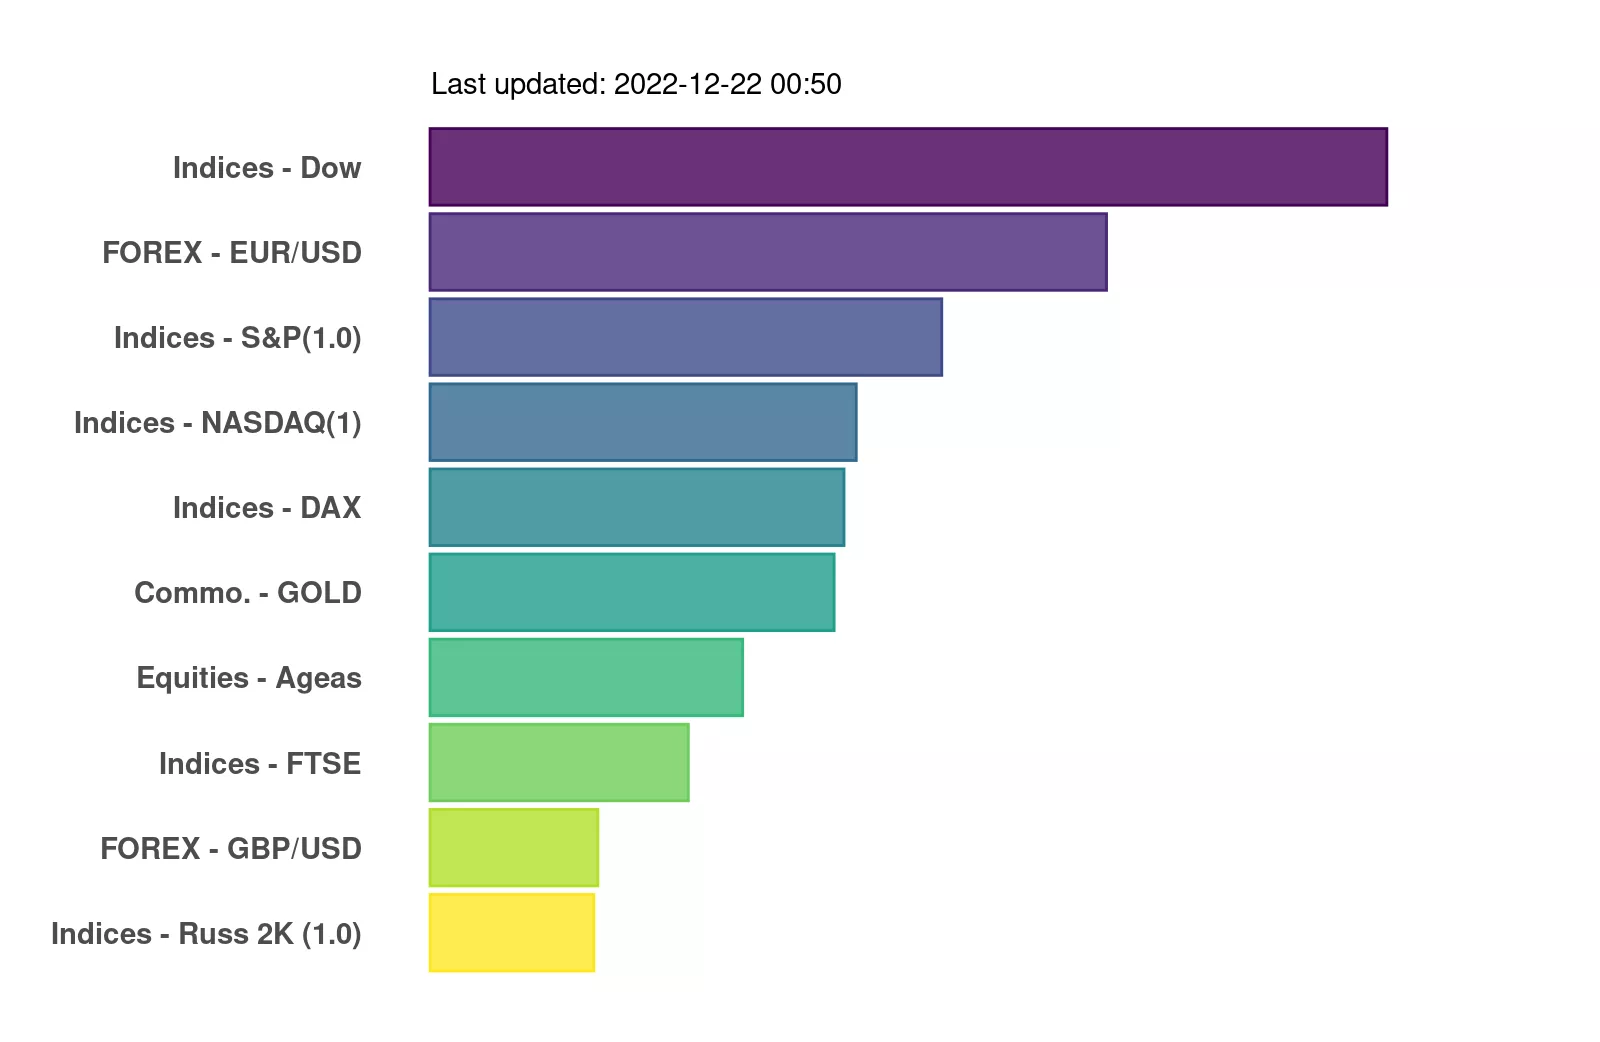 Last updated: 2022-12-22 00:50
Indices - Dow
FOREX - EUR/USD
Indices - S&P(1.0)
Indices - NASDAQ(1)
Indices - DAX
Commo. - GOLD
Equities - Ageas
Indices - FTSE
FOREX - GBP/USD
Indices - Russ 2K (1.0)